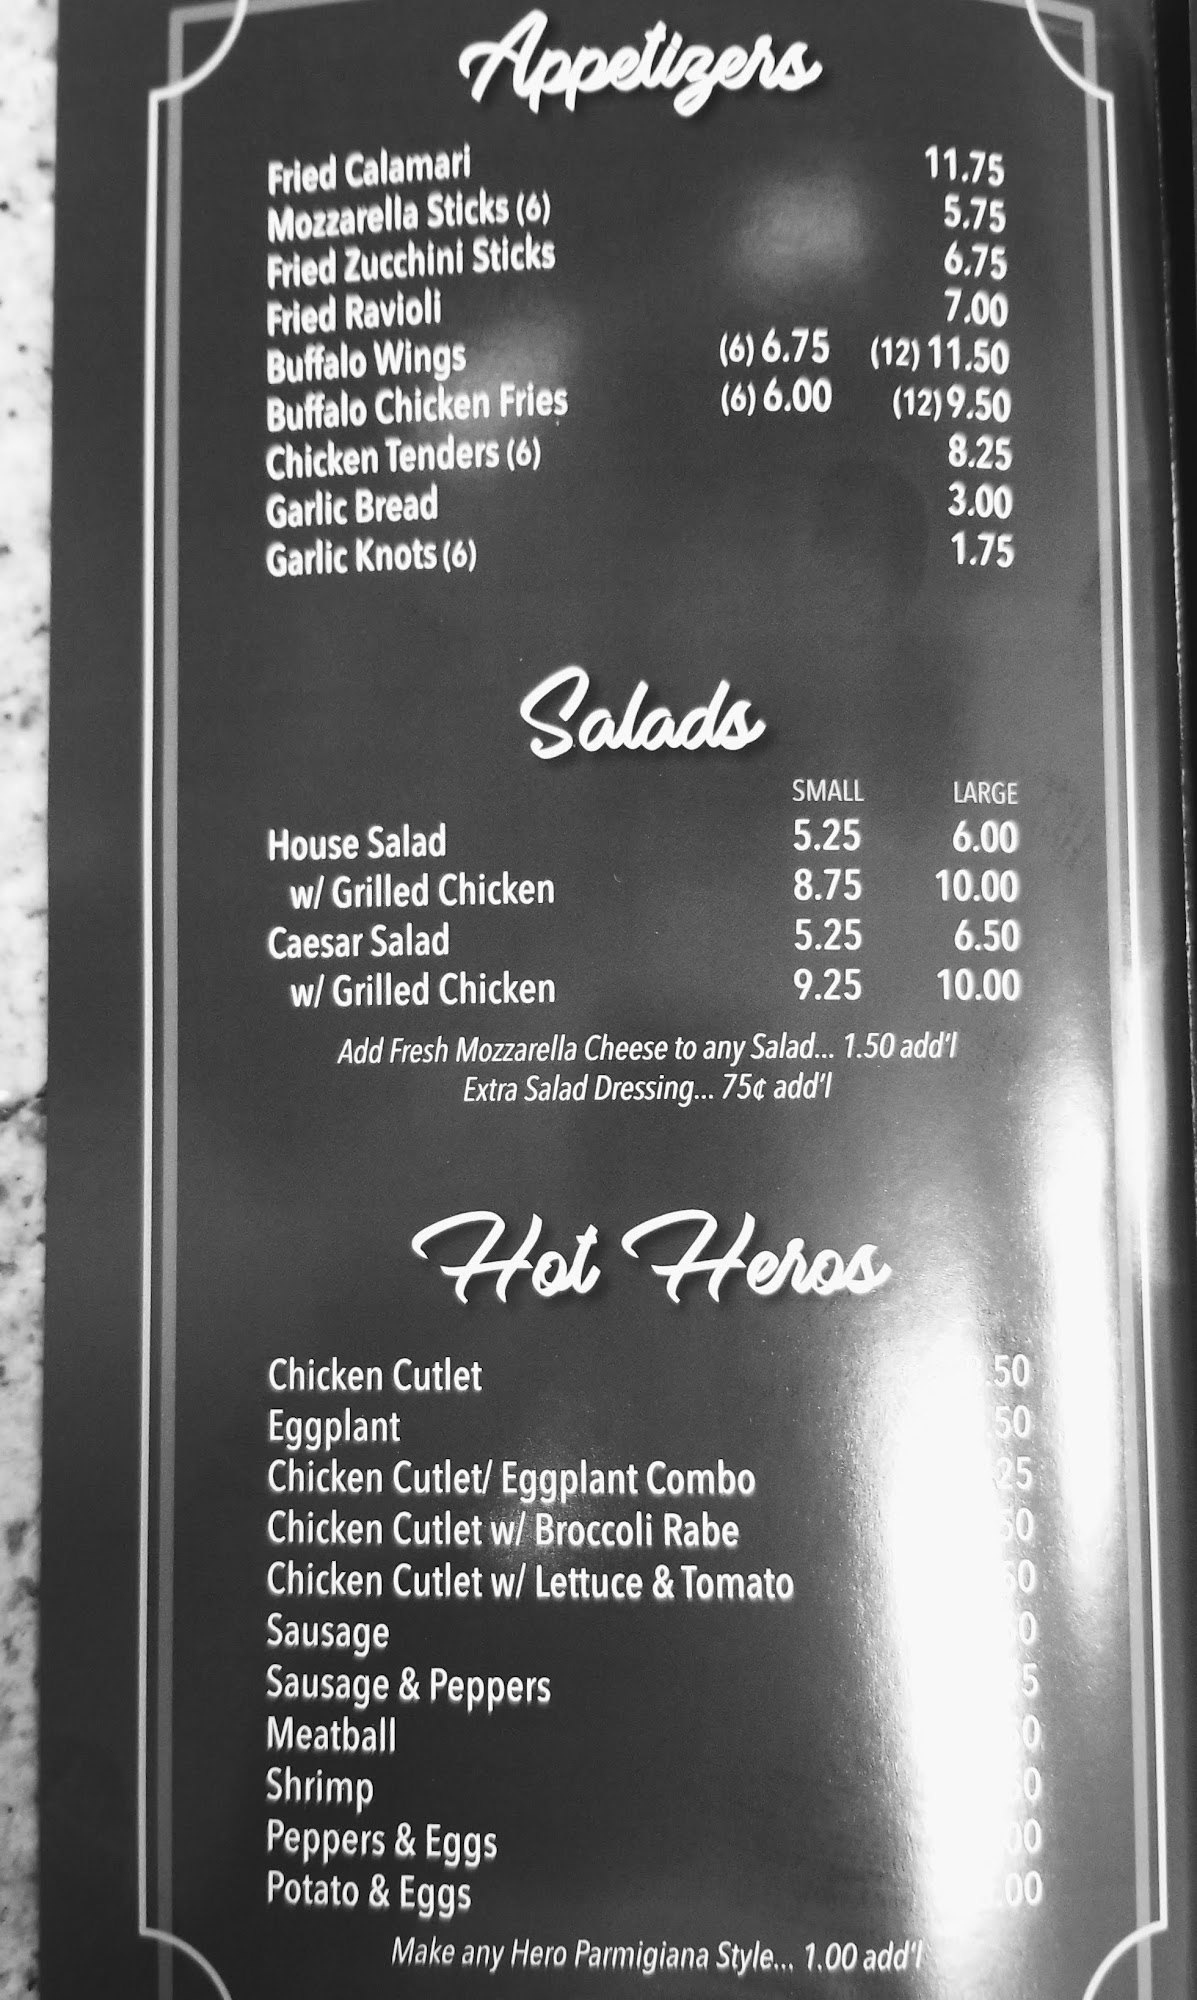 Appetizers
Fried Calamari 11.75
Mozzarella Sticks (6) 5.75
Fried Zucchini Sticks 6.75
Fried Ravioli 7.00
Buffalo Wings (6) 6.75 (12) 11.50
Buffalo Chicken Fries (6) 6.00 (12) 9.50
Chicken Tenders (6) 8.25
Garlic Bread 3.00
Garlic Knots (6) 1.75
Salads
SMALL LARGE
House Salad 5.25 6.00
w/ Grilled Chicken 8.75 10.00
Caesar Salad 5.25 6.50
w/ Grilled Chicken 9.25 10.00
Add Fresh Mozzarella Cheese to any Salad... 1.50 add'l
Extra Salad Dressing... 75¢ add'l
Hot Heros
Chicken Cutlet
Eggplant
Chicken Cutlet/ Eggplant Combo
Chicken Cutlet w/ Broccoli Rabe
Chicken Cutlet w/ Lettuce & Tomato
Sausage
Sausage & Peppers
Meatball
Shrimp
Peppers & Eggs
Potato & Eggs
Make any Hero Parmigiana Style... 1.00 add'l